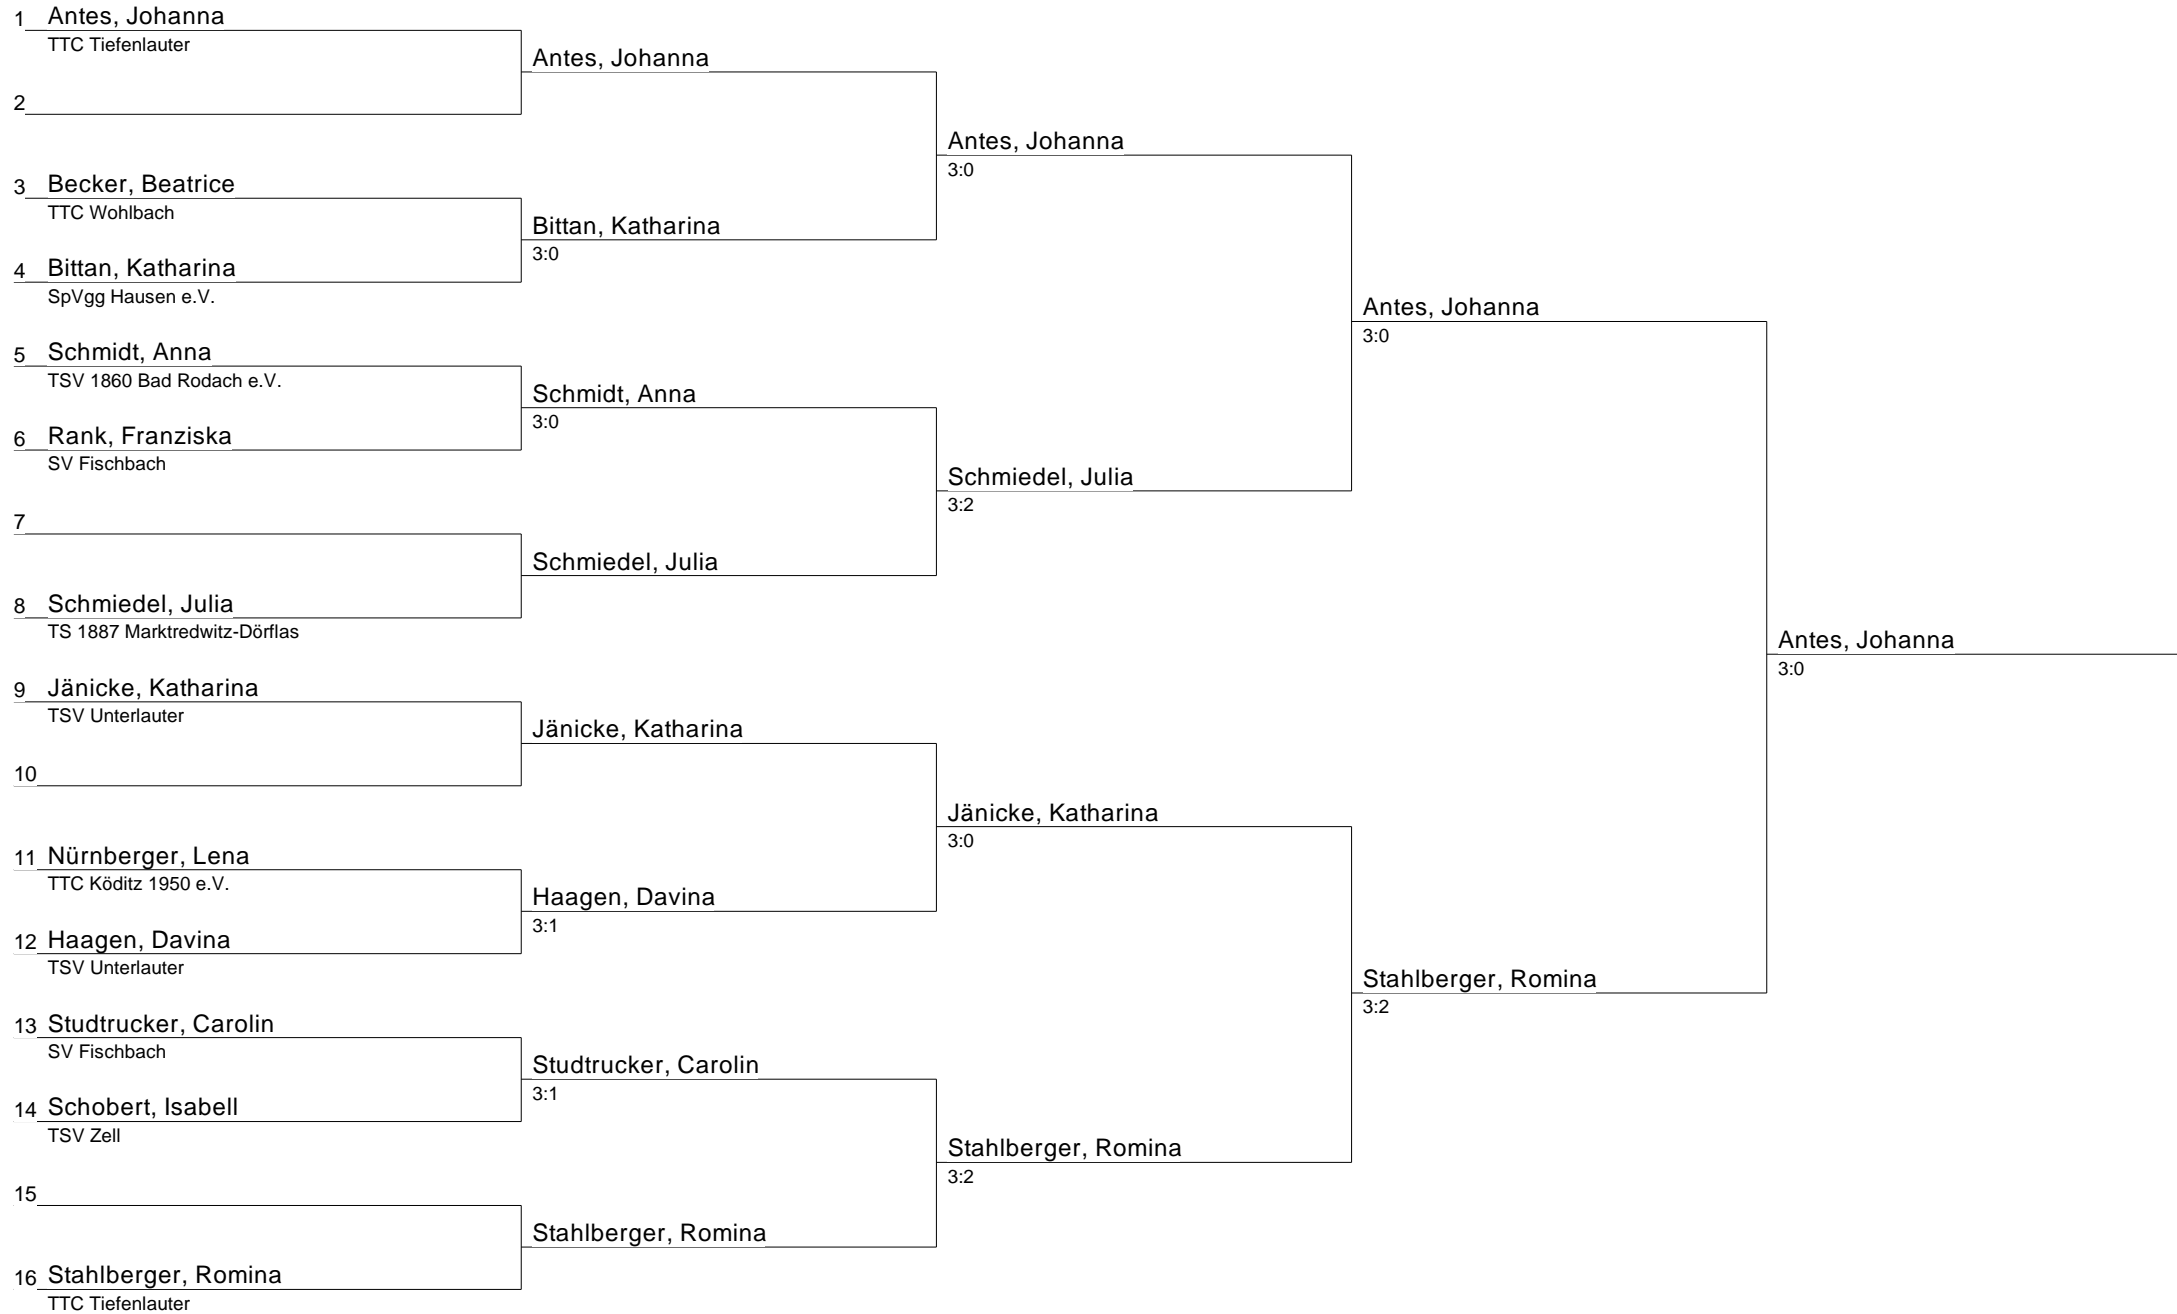 1 Antes, Johanna
TTC Tiefenlauter
Antes, Johanna
2
Antes, Johanna
3:0
3 Becker, Beatrice
TTC Wohlbach
Bittan, Katharina
3:0
4 Bittan, Katharina
SpVgg Hausen e.V.
Antes, Johanna
3:0
5 Schmidt, Anna
TSV 1860 Bad Rodach e.V.
Schmidt, Anna
3:0
6 Rank, Franziska
SV Fischbach
Schmiedel, Julia
3:2
7
Schmiedel, Julia
8 Schmiedel, Julia
TS 1887 Marktredwitz-Dörflas
Antes, Johanna
3:0
9 Jänicke, Katharina
TSV Unterlauter
Jänicke, Katharina
10
Jänicke, Katharina
3:0
11 Nürnberger, Lena
TTC Köditz 1950 e.V.
Haagen, Davina
3:1
12 Haagen, Davina
TSV Unterlauter
Stahlberger, Romina
3:2
13 Studtrucker, Carolin
SV Fischbach
Studtrucker, Carolin
3:1
14 Schobert, Isabell
TSV Zell
Stahlberger, Romina
3:2
15
Stahlberger, Romina
16 Stahlberger, Romina
TTC Tiefenlauter